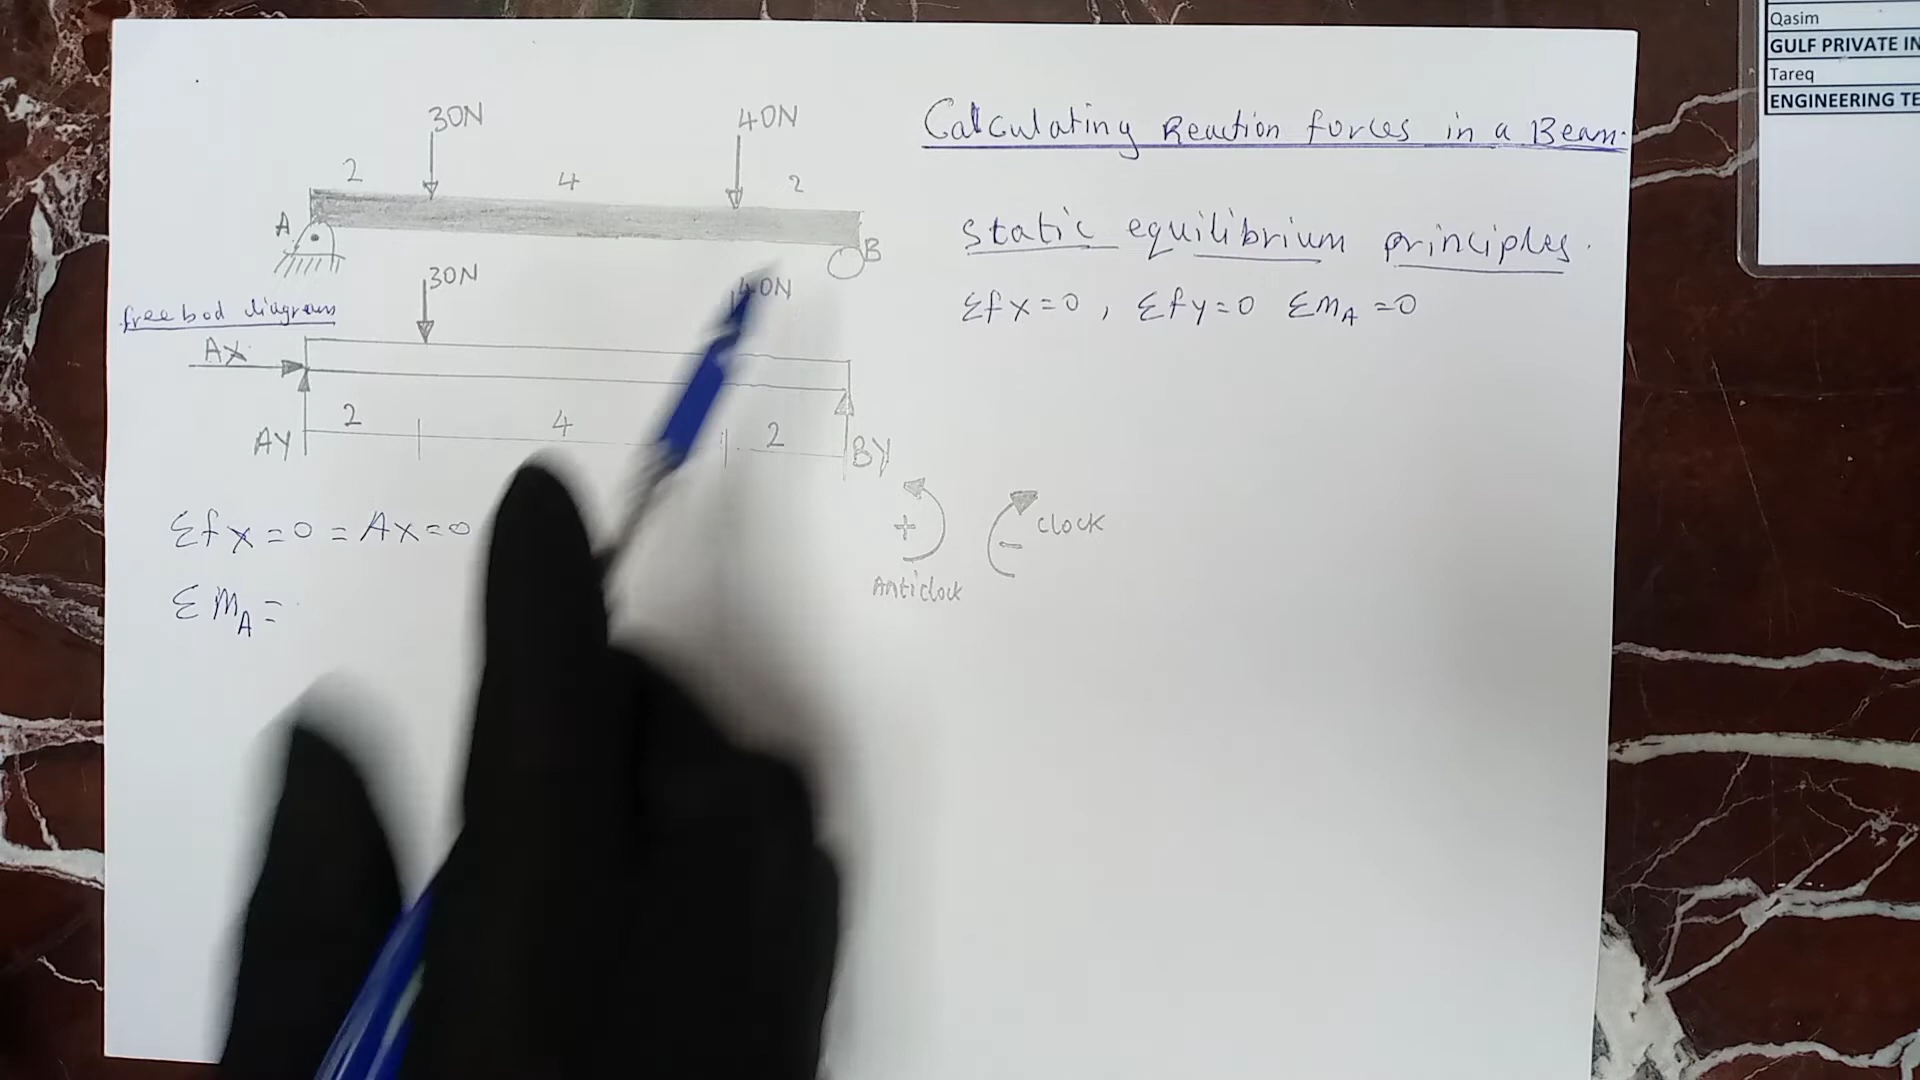 Qasim
GULF PRIVATE IN
Tareq
ENGINEERING TE
Calculating Reaction forces in a Beam.
static equilibrium principles.
Σfx=0, Σfy=0 ΣmA=0
30N 40N
2 4 2
A B
30N 40N
free bod diagram
Ax
2 4 2
AY BY
Σfx=0=Ax=0
ΣMA=
+ - clock
Anticlock